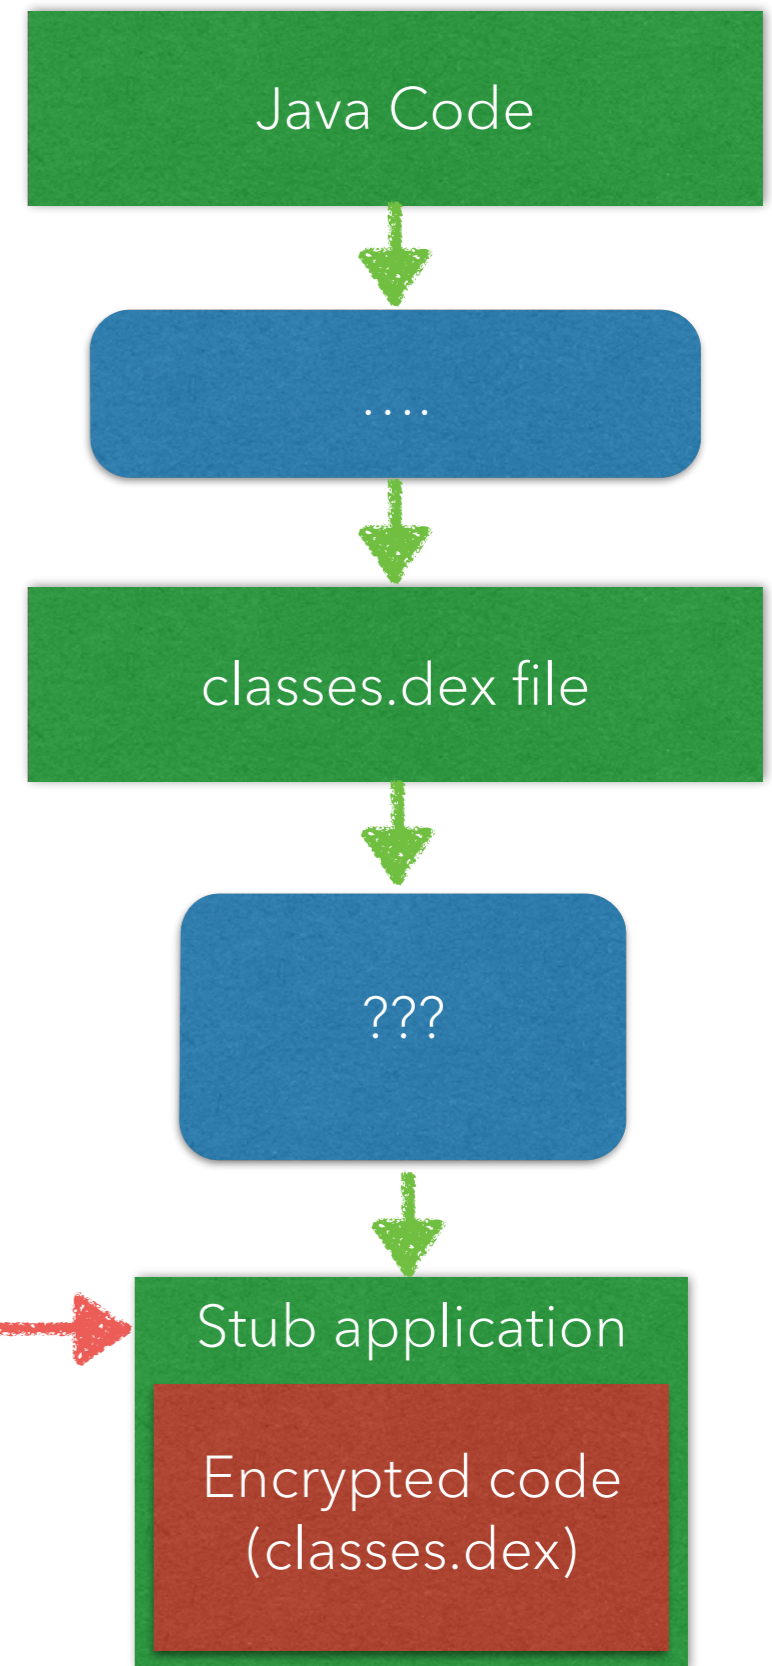 Java Code
....
classes.dex file
???
Stub application
Encrypted code
(classes.dex)